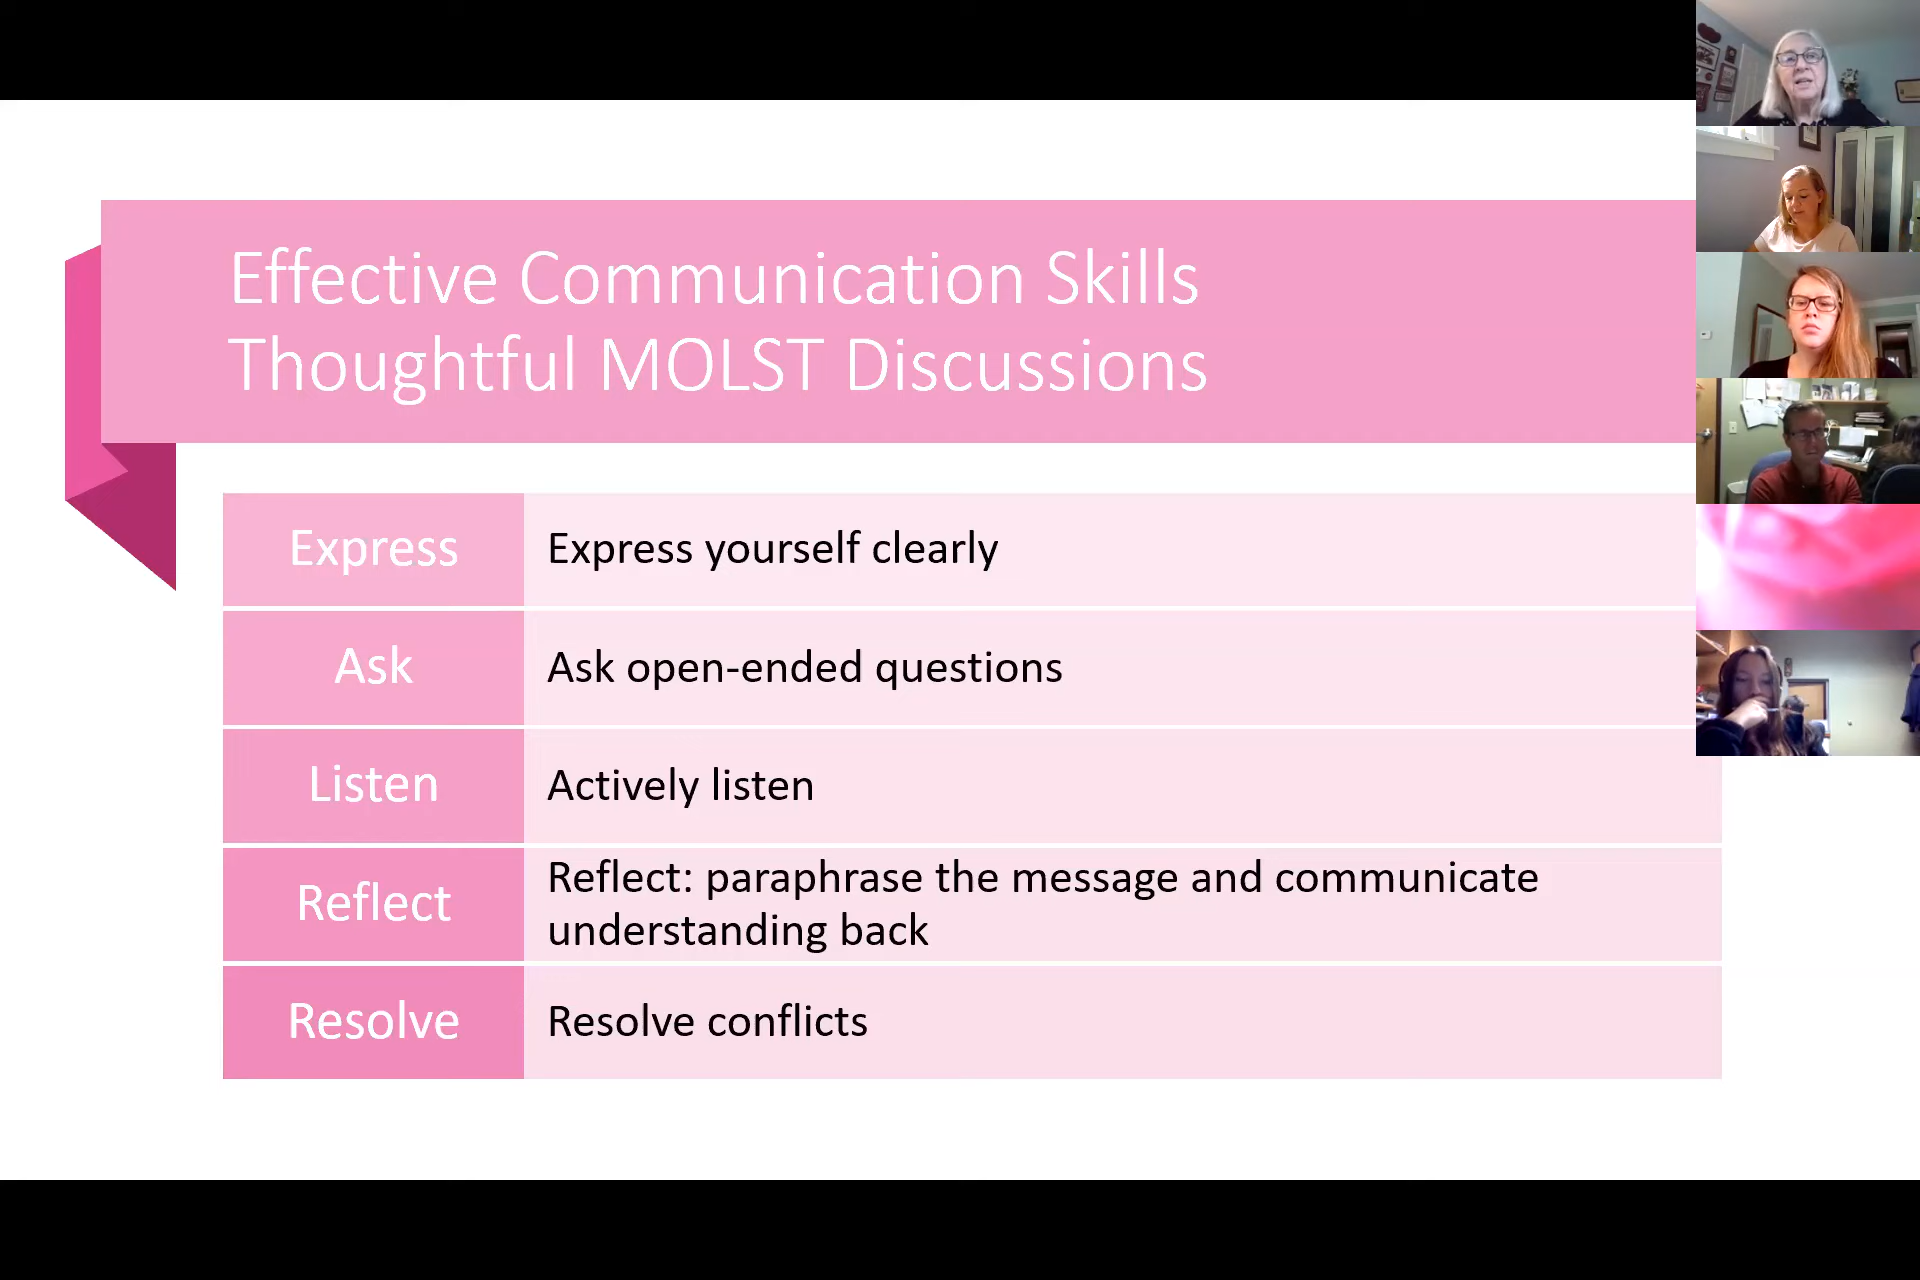 Effective Communication Skills
Thoughtful MOLST Discussions
Express
Express yourself clearly
Ask
Ask open-ended questions
Listen
Actively listen
Reflect
Reflect: paraphrase the message and communicate
understanding back
Resolve
Resolve conflicts